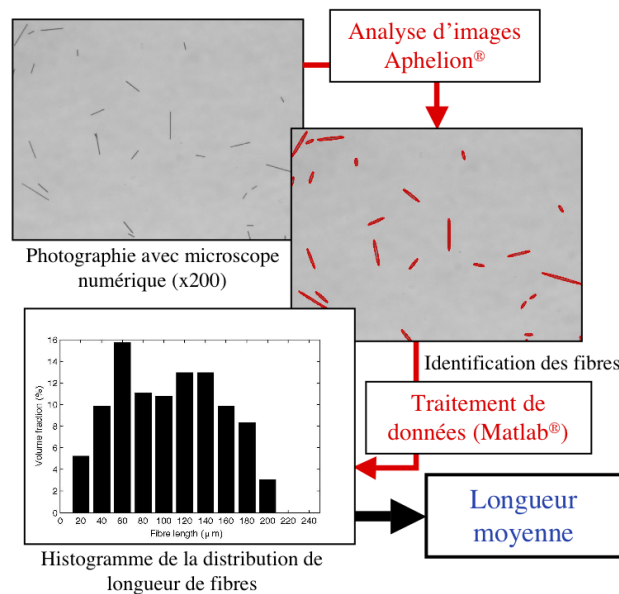 Analyse d'images
Aphelion®
Photographie avec microscope
numérique (x200)
Identification des fibres
Traitement de
données (Matlab®)
16
14
12
10
8
6
4
2
0
Volume fraction (%)
0 20 40 60 80 100 120 140 160 180 200 220 240
Fibre length (μm)
Longueur
moyenne
Histogramme de la distribution de
longueur de fibres